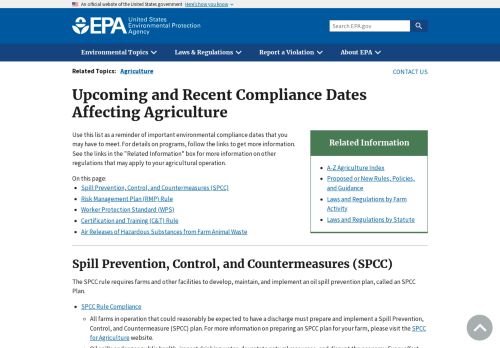 An official website of the United States government Here's how you know
EPA United States
Environmental Protection
Agency
Search EPA.gov
Environmental Topics Laws & Regulations Report a Violation About EPA
Related Topics: Agriculture CONTACT US
Upcoming and Recent Compliance Dates
Affecting Agriculture
Use this list as a reminder of important environmental compliance dates that you
may have to meet. For details on programs, follow the links to get more information.
See the links in the "Related Information" box for more information on other
regulations that may apply to your agricultural operation.
On this page:
Spill Prevention, Control, and Countermeasures (SPCC)
Risk Management Plan (RMP) Rule
Worker Protection Standard (WPS)
Certification and Training (C&T) Rule
Air Releases of Hazardous Substances from Farm Animal Waste
Related Information
A-Z Agriculture Index
Proposed or New Rules, Policies,
and Guidance
Laws and Regulations by Farm
Activity
Laws and Regulations by Statute
Spill Prevention, Control, and Countermeasures (SPCC)
The SPCC rule requires farms and other facilities to develop, maintain, and implement an oil spill prevention plan, called an SPCC
Plan.
SPCC Rule Compliance
All farms in operation that could reasonably be expected to have a discharge must prepare and implement a Spill Prevention,
Control, and Countermeasure (SPCC) plan. For more information on preparing an SPCC plan for your farm, please visit the SPCC
for Agriculture website.